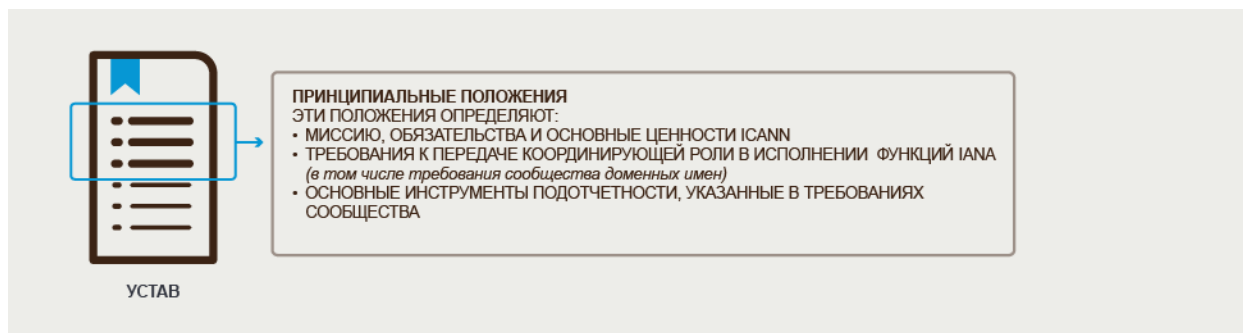 ПРИНЦИПИАЛЬНЫЕ ПОЛОЖЕНИЯ
ЭТИ ПОЛОЖЕНИЯ ОПРЕДЕЛЯЮТ:
• МИССИЮ, ОБЯЗАТЕЛЬСТВА И ОСНОВНЫЕ ЦЕННОСТИ ICANN
• ТРЕБОВАНИЯ К ПЕРЕДАЧЕ КООРДИНИРУЮЩЕЙ РОЛИ В ИСПОЛНЕНИИ ФУНКЦИЙ IANA
(в том числе требования сообщества доменных имен)
• ОСНОВНЫЕ ИНСТРУМЕНТЫ ПОДОТЧЕТНОСТИ, УКАЗАННЫЕ В ТРЕБОВАНИЯХ
СООБЩЕСТВА
УСТАВ